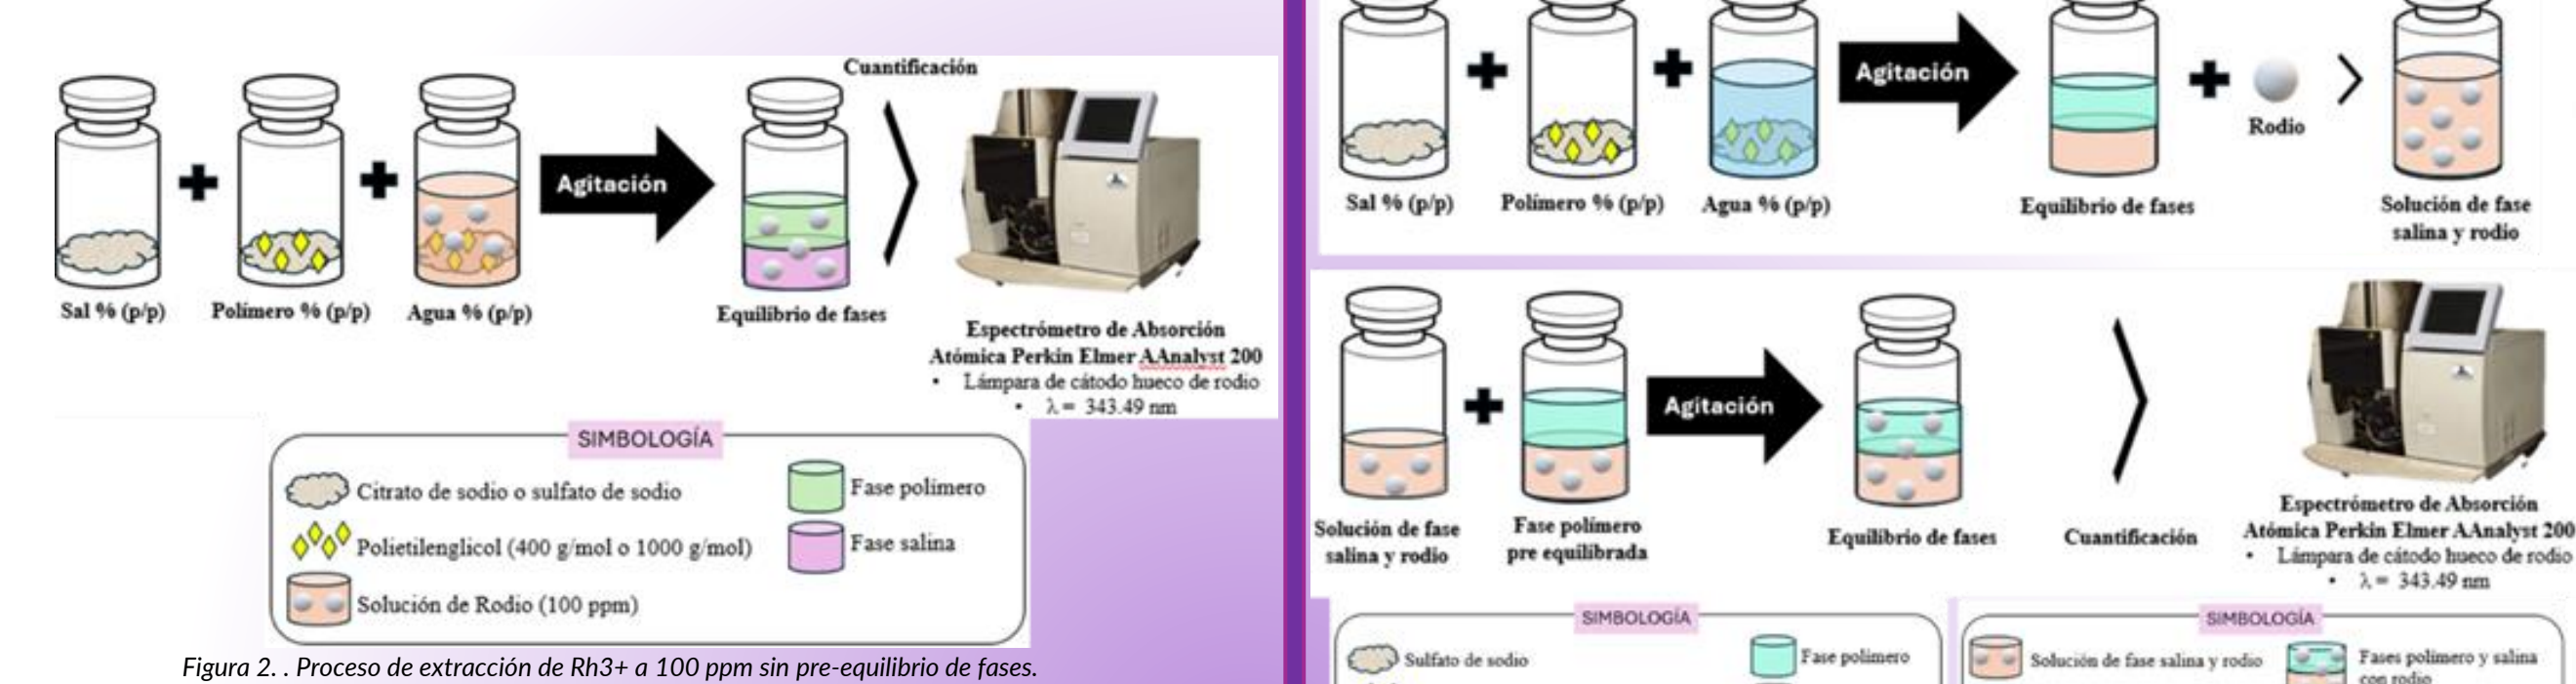 Cuantificación
Agitación
Sal % (p/p)
Polímero % (p/p)
Agua % (p/p)
Equilibrio de fases
Espectrómetro de Absorción
Atómica Perkin Elmer AAnalyst 200
• Lámpara de cátodo hueco de rodio
• λ = 343.49 nm
SIMBOLOGÍA
Citrato de sodio o sulfato de sodio
Polietilenglicol (400 g/mol o 1000 g/mol)
Solución de Rodio (100 ppm)
Fase polímero
Fase salina
Figura 2. . Proceso de extracción de Rh3+ a 100 ppm sin pre-equilibrio de fases.
Agitación
Rodio
Sal % (p/p)
Polímero % (p/p)
Agua % (p/p)
Equilibrio de fases
Solución de fase
salina y rodio
Agitación
Solución de fase
salina y rodio
Fase polímero
pre equilibrada
Equilibrio de fases
Cuantificación
Espectrómetro de Absorción
Atómica Perkin Elmer AAnalyst 200
• Lámpara de cátodo hueco de rodio
• λ = 343.49 nm
SIMBOLOGÍA
Sulfato de sodio
Fase polímero
SIMBOLOGÍA
Solución de fase salina y rodio
Fases polímero y salina
con rodio